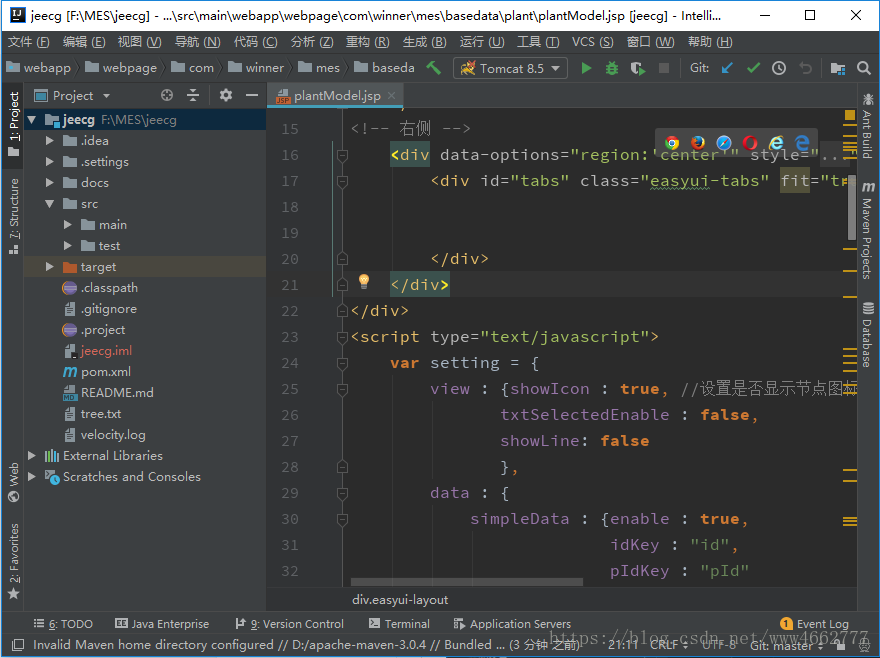 jeecg [F:\MES\jeecg] - ...\src\main\webapp\webpage\com\winner\mes\basedata\plant\plantModel.jsp [jeecg] - Intelli...
文件 (F) 编辑 (E) 视图 (V) 导航 (N) 代码 (C) 分析 (Z) 重构 (R) 生成 (B) 运行 (U) 工具 (T) VCS (S) 窗口 (W) 帮助 (H)
webapp webpage com winner mes baseda Tomcat 8.5 Git:
Project
plantModel.jsp
1: Project
7: Structure
Web
2: Favorites
jeecg F:\MES\jeecg
.idea
.settings
docs
src
main
test
target
.classpath
.gitignore
.project
jeecg.iml
pom.xml
README.md
tree.txt
velocity.log
External Libraries
Scratches and Consoles
15 <!-- 右侧 -->
16 <div data-options="region:'center'" style="...
17 <div id="tabs" class="easyui-tabs" fit="tr
18
19
20 </div>
21 </div>
22 </div>
23 <script type="text/javascript">
24 var setting = {
25 view : {showIcon : true, //设置是否显示节点图标
26 txtSelectedEnable : false,
27 showLine: false
28 },
29 data : {
30 simpleData : {enable : true,
31 idKey : "id",
32 pIdKey : "pId"
div.easyui-layout
Ant Build
Maven Projects
Database
6: TODO Java Enterprise 9: Version Control Terminal Application Servers 1 Event Log
Invalid Maven home directory configured // D:/apache-maven-3.0.4 // Bundled ... (3 分钟 之前) 21:11 CRLF UTF-8 Git: master
https://blog.csdn.net/www4662777